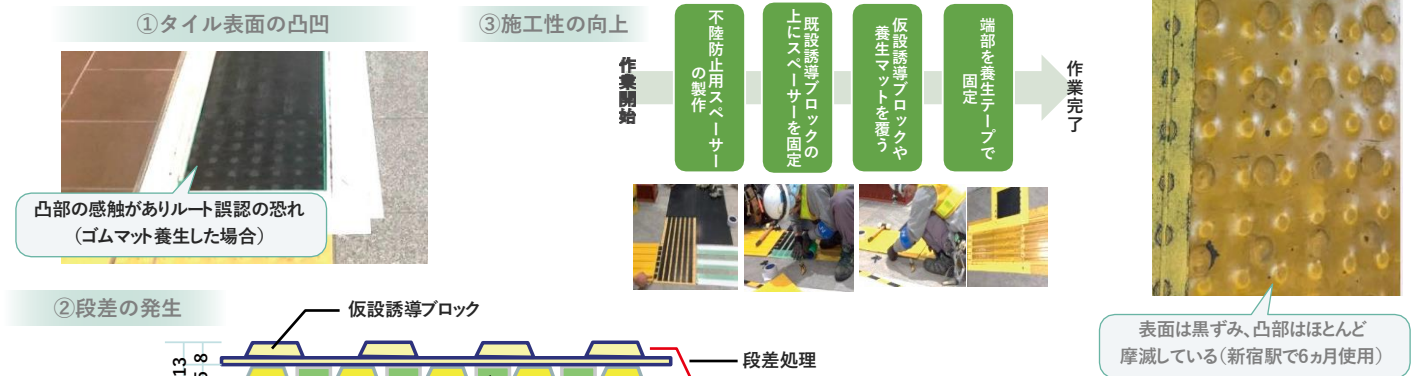 ①タイル表面の凸凹
凸部の感触がありルート誤認の恐れ
(ゴムマット養生した場合)
②段差の発生
仮設誘導ブロック
段差処理
13
8
5
③施工性の向上
作業開始
不陸防止用スペーサー
の製作
既設誘導ブロックの
上にスペーサーを固定
仮設誘導ブロックや
養生マットを覆う
端部を養生テープで
固定
作業完了
表面は黒ずみ、凸部はほとんど
摩滅している(新宿駅で6ヵ月使用)